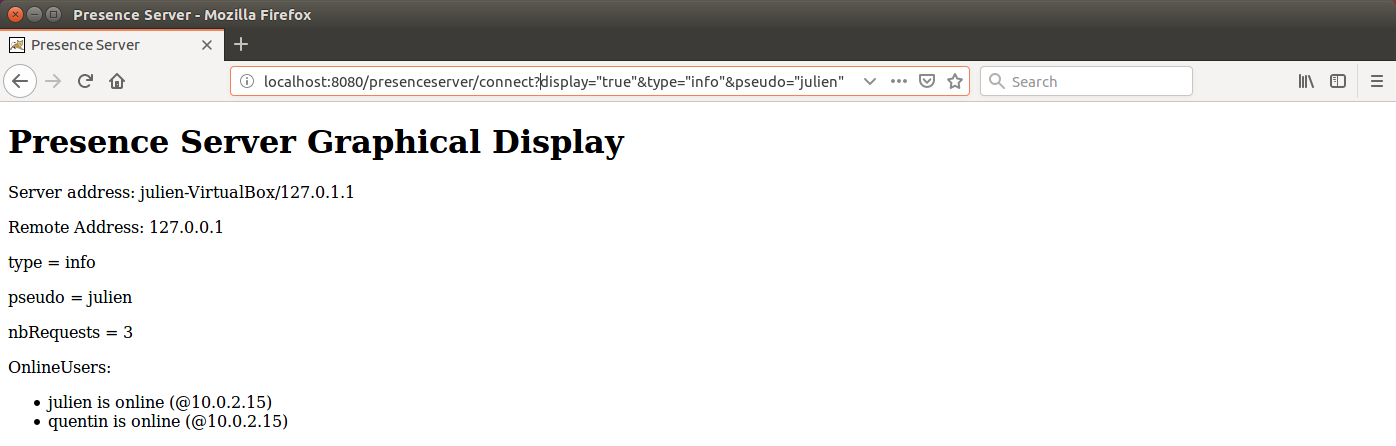 Presence Server - Mozilla Firefox
Presence Server
localhost:8080/presenceserver/connect?display="true"&type="info"&pseudo="julien"
Search
Presence Server Graphical Display
Server address: julien-VirtualBox/127.0.1.1
Remote Address: 127.0.0.1
type = info
pseudo = julien
nbRequests = 3
OnlineUsers:
• julien is online (@10.0.2.15)
• quentin is online (@10.0.2.15)